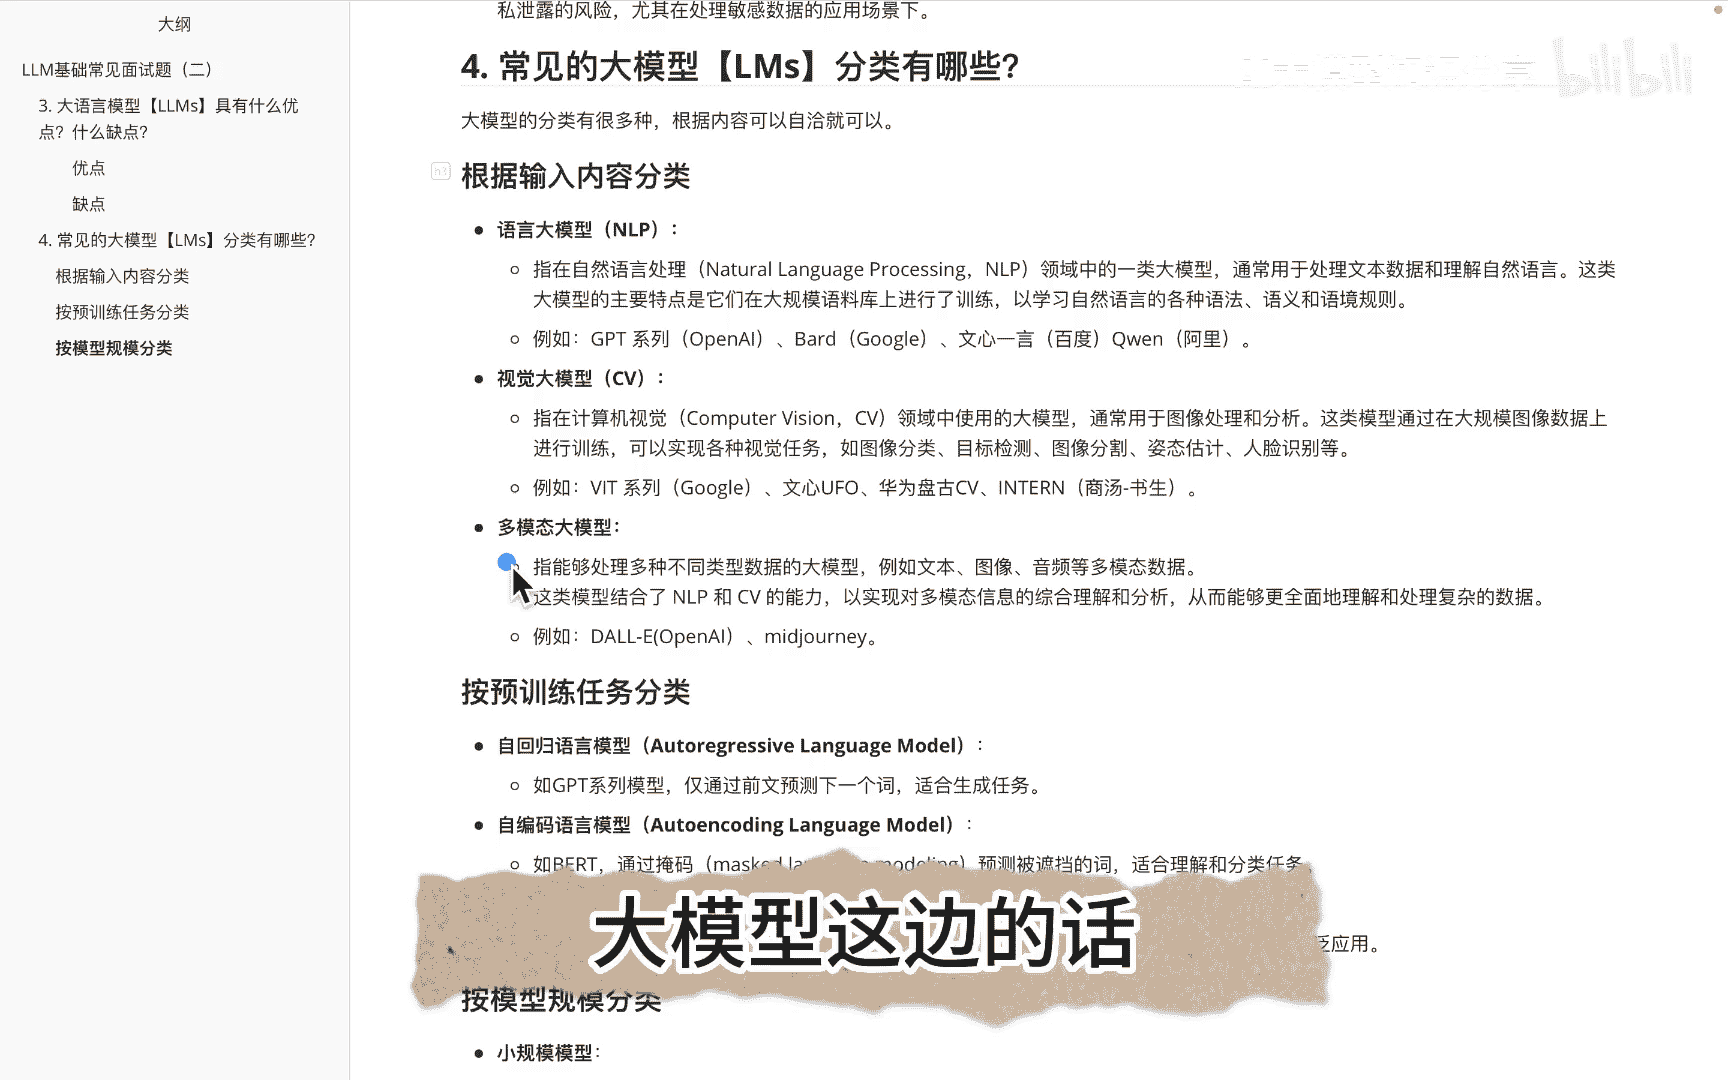 大纲
LLM基础常见面试题（二）
3. 大语言模型【LLMs】具有什么优
点？什么缺点？
优点
缺点
4. 常见的大模型【LMs】分类有哪些？
根据输入内容分类
按预训练任务分类
按模型规模分类
私泄露的风险，尤其在处理敏感数据的应用场景下。
4. 常见的大模型【LMs】分类有哪些？
bilibili
大模型的分类有很多种，根据内容可以自洽就可以。
h3
根据输入内容分类
语言大模型（NLP）：
指在自然语言处理（Natural Language Processing，NLP）领域中的一类大模型，通常用于处理文本数据和理解自然语言。这类
大模型的主要特点是它们在大规模语料库上进行了训练，以学习自然语言的各种语法、语义和语境规则。
例如：GPT 系列（OpenAI）、Bard（Google）、文心一言（百度）Qwen（阿里）。
视觉大模型（CV）：
指在计算机视觉（Computer Vision，CV）领域中使用的大模型，通常用于图像处理和分析。这类模型通过在大规模图像数据上
进行训练，可以实现各种视觉任务，如图像分类、目标检测、图像分割、姿态估计、人脸识别等。
例如：VIT 系列（Google）、文心UFO、华为盘古CV、INTERN（商汤-书生）。
多模态大模型：
指能够处理多种不同类型数据的大模型，例如文本、图像、音频等多模态数据。
这类模型结合了 NLP 和 CV 的能力，以实现对多模态信息的综合理解和分析，从而能够更全面地理解和处理复杂的数据。
例如：DALL-E(OpenAI）、midjourney。
按预训练任务分类
自回归语言模型（Autoregressive Language Model）：
如GPT系列模型，仅通过前文预测下一个词，适合生成任务。
自编码语言模型（Autoencoding Language Model）：
如BERT，通过掩码（masked language modeling）预测被遮挡的词，适合理解和分类任务。
大模型这边的话
泛应用。
按模型规模分类
小规模模型：